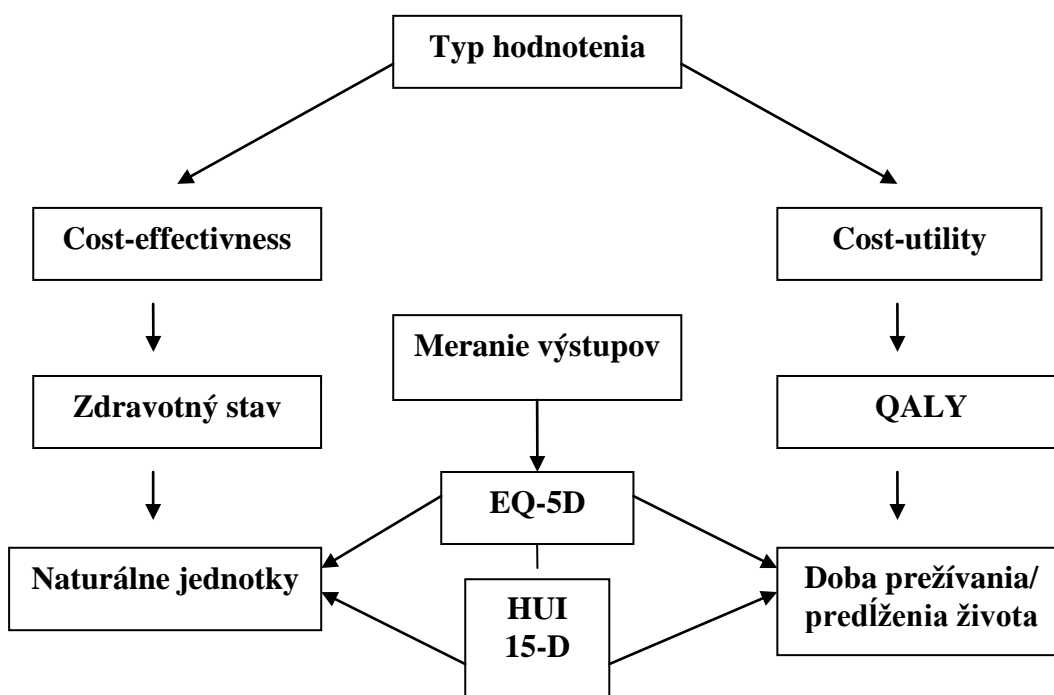 Typ hodnotenia
Cost-effectivness
Cost-utility
Meranie výstupov
Zdravotný stav
QALY
EQ-5D
Naturálne jednotky
Doba prežívania/
predĺženia života
HUI
15-D